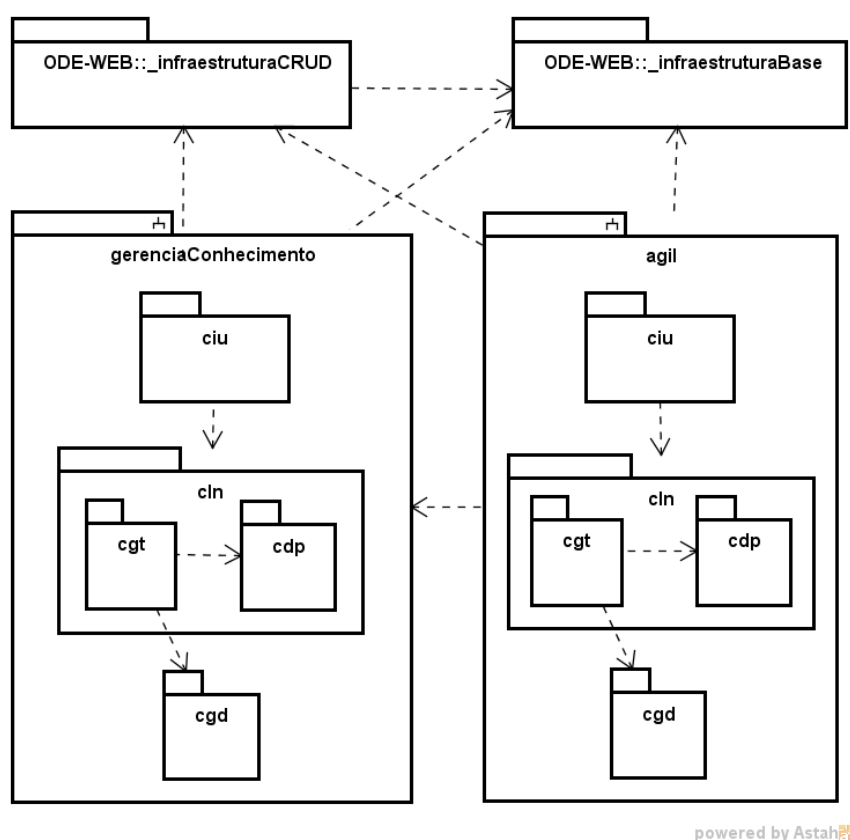 ODE-WEB::_infraestruturaCRUD
ODE-WEB::_infraestruturaBase
gerenciaConhecimento
agil
ciu
ciu
cln
cln
cgt
cdp
cgt
cdp
cgd
cgd
powered by Astah